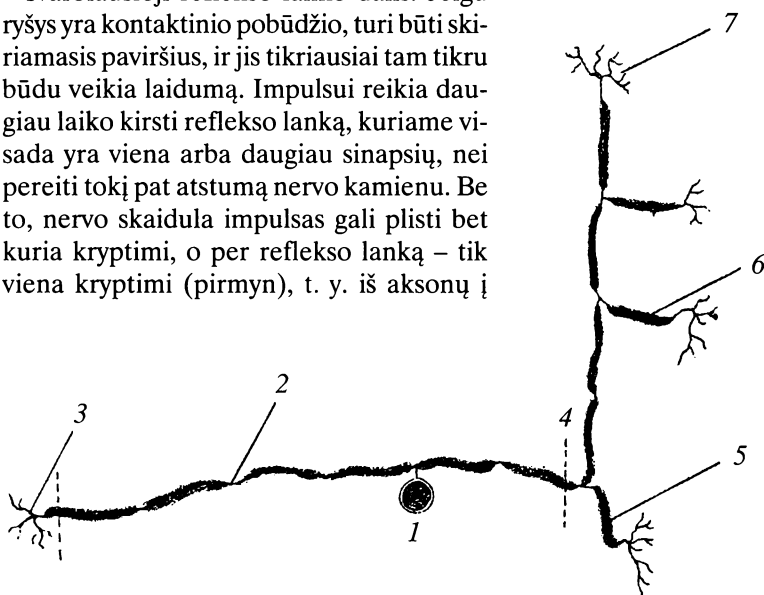 ryšys yra kontaktinio pobūdžio, turi būti ski-
riamasis paviršius, ir jis tikriausiai tam tikru
būdu veikia laidumą. Impulsui reikia dau-
giau laiko kirsti reflekso lanką, kuriame vi-
sada yra viena arba daugiau sinapsių, nei
pereiti tokį pat atstumą nervo kamienu. Be
to, nervo skaidula impulsas gali plisti bet
kuria kryptimi, o per reflekso lanką – tik
viena kryptimi (pirmyn), t. y. iš aksonų į
7
6
2
3
4
5
1